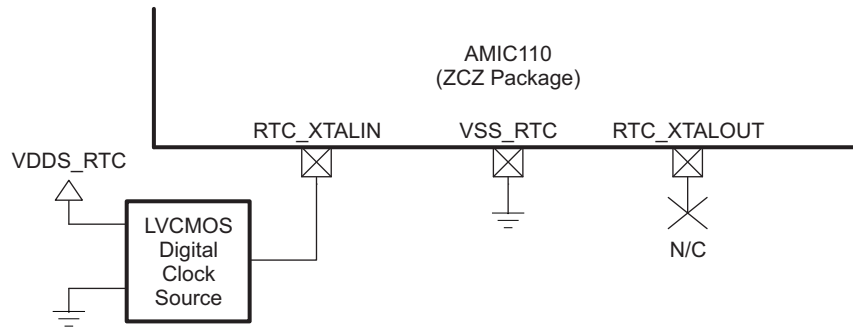 AMIC110
(ZCZ Package)
RTC_XTALIN
VSS_RTC
RTC_XTALOUT
VDDS_RTC
LVCMOS
Digital
Clock
Source
N/C